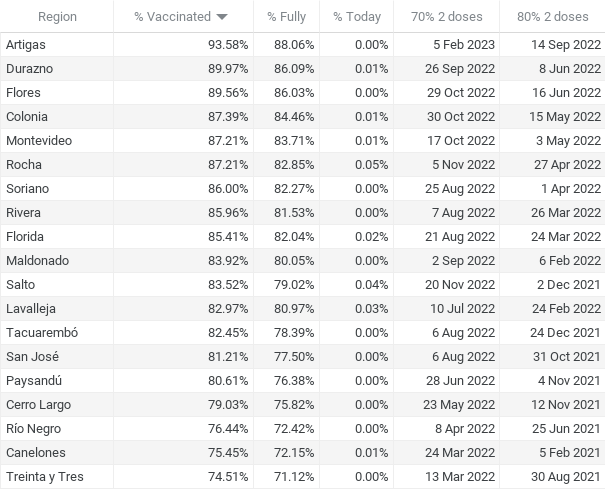 Region % Vaccinated % Fully % Today 70% 2 doses 80% 2 doses
Artigas 93.58% 88.06% 0.00% 5 Feb 2023 14 Sep 2022
Durazno 89.97% 86.09% 0.01% 26 Sep 2022 8 Jun 2022
Flores 89.56% 86.03% 0.00% 29 Oct 2022 16 Jun 2022
Colonia 87.39% 84.46% 0.01% 30 Oct 2022 15 May 2022
Montevideo 87.21% 83.71% 0.01% 17 Oct 2022 3 May 2022
Rocha 87.21% 82.85% 0.05% 5 Nov 2022 27 Apr 2022
Soriano 86.00% 82.27% 0.00% 25 Aug 2022 1 Apr 2022
Rivera 85.96% 81.53% 0.00% 7 Aug 2022 26 Mar 2022
Florida 85.41% 82.04% 0.02% 21 Aug 2022 24 Mar 2022
Maldonado 83.92% 80.05% 0.00% 2 Sep 2022 6 Feb 2022
Salto 83.52% 79.02% 0.04% 20 Nov 2022 2 Dec 2021
Lavalleja 82.97% 80.97% 0.03% 10 Jul 2022 24 Feb 2022
Tacuarembó 82.45% 78.39% 0.00% 6 Aug 2022 24 Dec 2021
San José 81.21% 77.50% 0.00% 6 Aug 2022 31 Oct 2021
Paysandú 80.61% 76.38% 0.00% 28 Jun 2022 4 Nov 2021
Cerro Largo 79.03% 75.82% 0.00% 23 May 2022 12 Nov 2021
Río Negro 76.44% 72.42% 0.00% 8 Apr 2022 25 Jun 2021
Canelones 75.45% 72.15% 0.01% 24 Mar 2022 5 Feb 2021
Treinta y Tres 74.51% 71.12% 0.00% 13 Mar 2022 30 Aug 2021